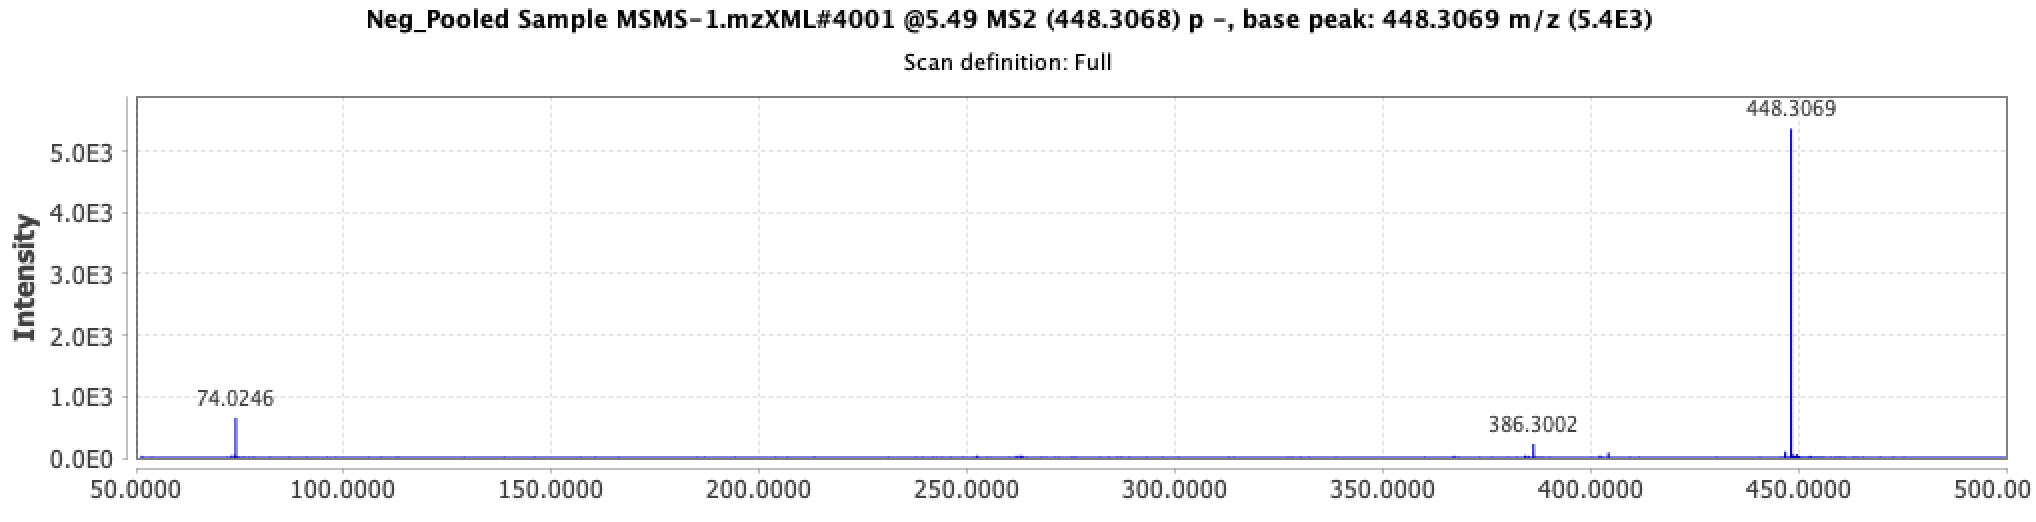 Neg_Pooled Sample MSMS-1.mzXML#4001 @5.49 MS2 (448.3068) p -, base peak: 448.3069 m/z (5.4E3)
Scan definition: Full
448.3069
5.0E3
4.0E3
3.0E3
2.0E3
1.0E3
0.0E0
Intensity
74.0246
386.3002
50.0000 100.0000 150.0000 200.0000 250.0000 300.0000 350.0000 400.0000 450.0000 500.00